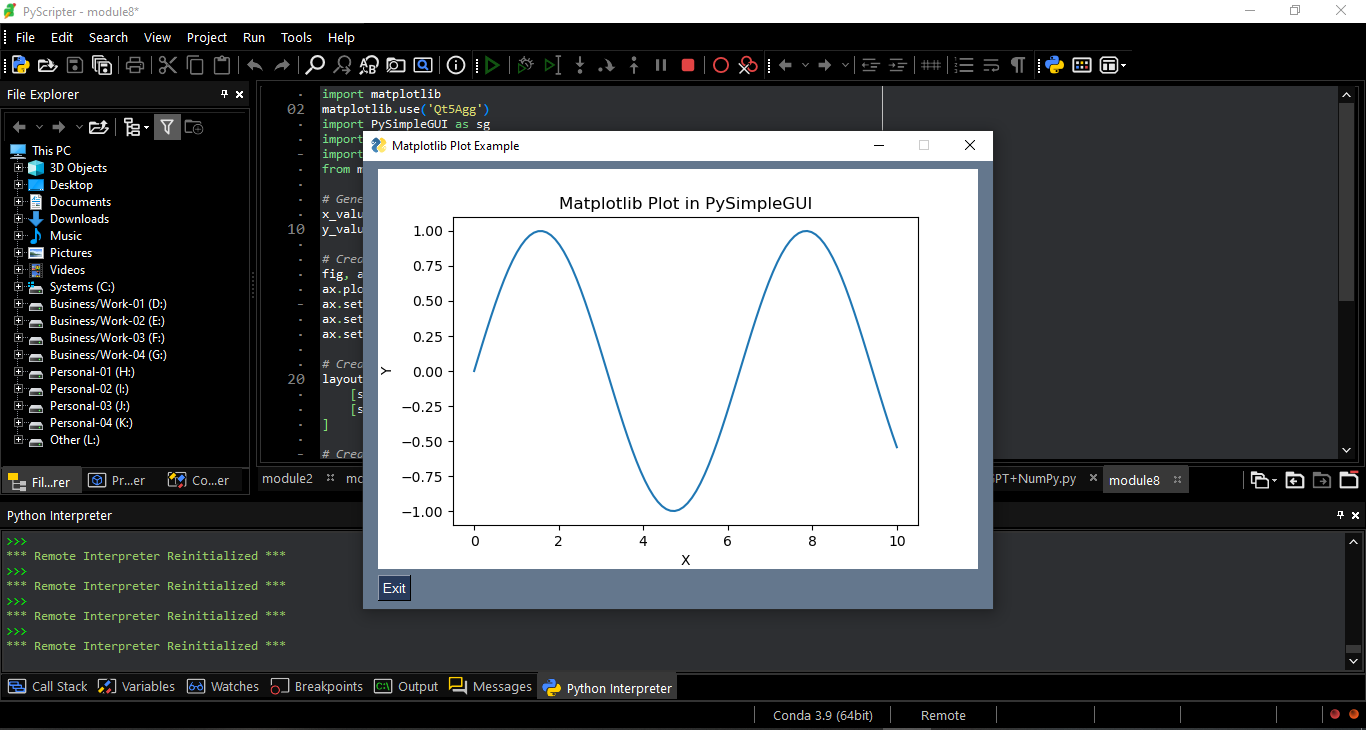 PyScripter - module8*
File Edit Search View Project Run Tools Help
File Explorer
This PC
3D Objects
Desktop
Documents
Downloads
Music
Pictures
Videos
Systems (C:)
Business/Work-01 (D:)
Business/Work-02 (E:)
Business/Work-03 (F:)
Business/Work-04 (G:)
Personal-01 (H:)
Personal-02 (I:)
Personal-03 (J:)
Personal-04 (K:)
Other (L:)
Fil...rer Pr...er Co...er
import matplotlib
02 matplotlib.use('Qt5Agg')
import PySimpleGUI as sg
import
import
from m
# Gene
x_valu
10 y_valu
# Crea
fig, a
ax.plo
ax.set
ax.set
ax.set
# Crea
20 layout
[s
[s
]
# Crea
module2 mo PT+NumPy.py module8
Matplotlib Plot Example
Matplotlib Plot in PySimpleGUI
1.00
0.75
0.50
0.25
0.00
−0.25
−0.50
−0.75
−1.00
Y
0 2 4 6 8 10
X
Exit
Python Interpreter
>>>
*** Remote Interpreter Reinitialized ***
>>>
*** Remote Interpreter Reinitialized ***
>>>
*** Remote Interpreter Reinitialized ***
>>>
*** Remote Interpreter Reinitialized ***
Call Stack Variables Watches Breakpoints Output Messages Python Interpreter
Conda 3.9 (64bit) Remote